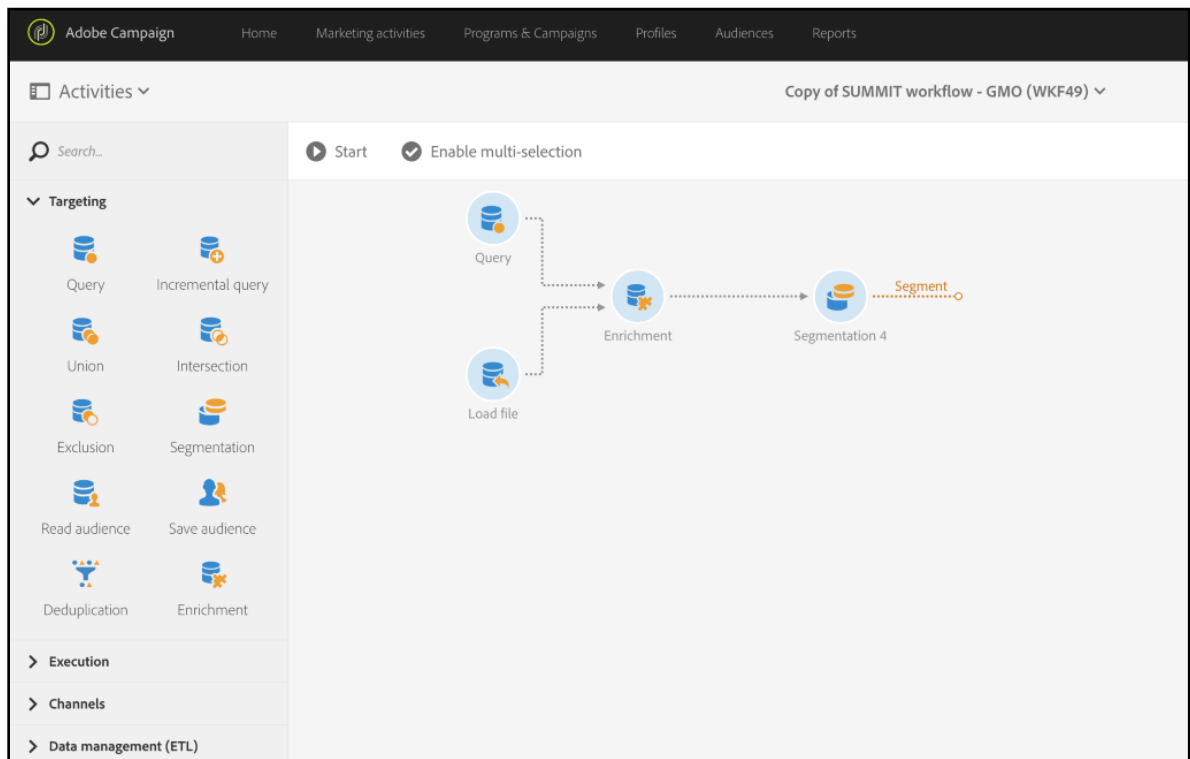 Adobe Campaign Home Marketing activities Programs & Campaigns Profiles Audiences Reports
Activities Copy of SUMMIT workflow - GMO (WKF49)
Search... Start Enable multi-selection
Targeting
Query Incremental query
Union Intersection
Exclusion Segmentation
Read audience Save audience
Deduplication Enrichment
Execution
Channels
Data management (ETL)
Query
Segment
Enrichment Segmentation 4
Load file